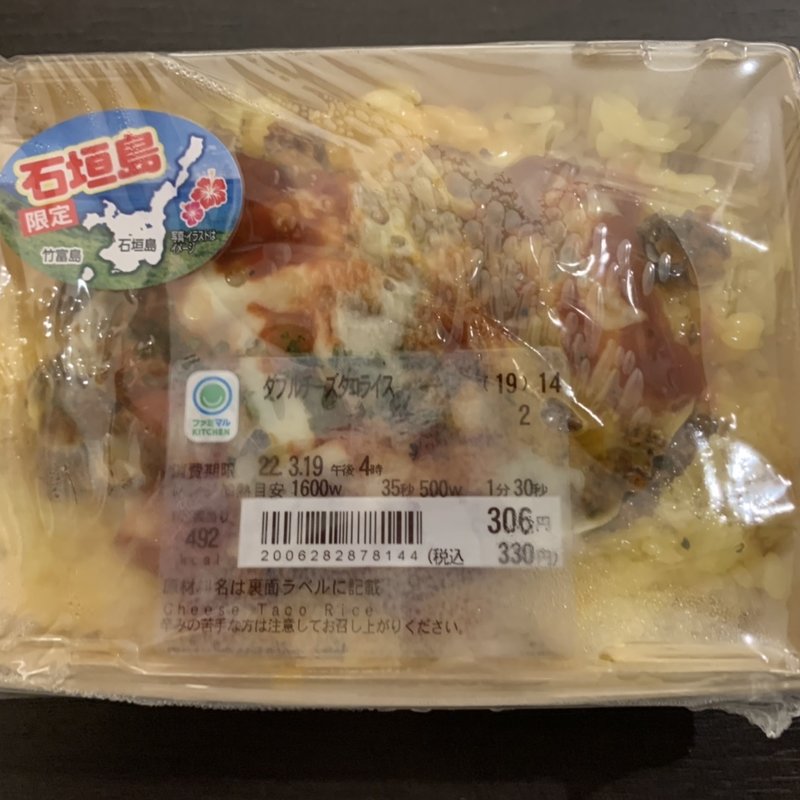 石垣島
限定
竹富島
石垣島
写真・イラストは
イメージ
ファミマル
KITCHEN
ダブルチーズタコライス
(19) 14
2
消費期限 22. 3.19 午後 4時
目安 1600w 35秒 500w 1分 30秒
492
kcal
306円
2006282878144 (税込 330円)
原材料名は裏面ラベルに記載
Cheese Taco Rice
辛みの苦手な方は注意してお召し上がりください。